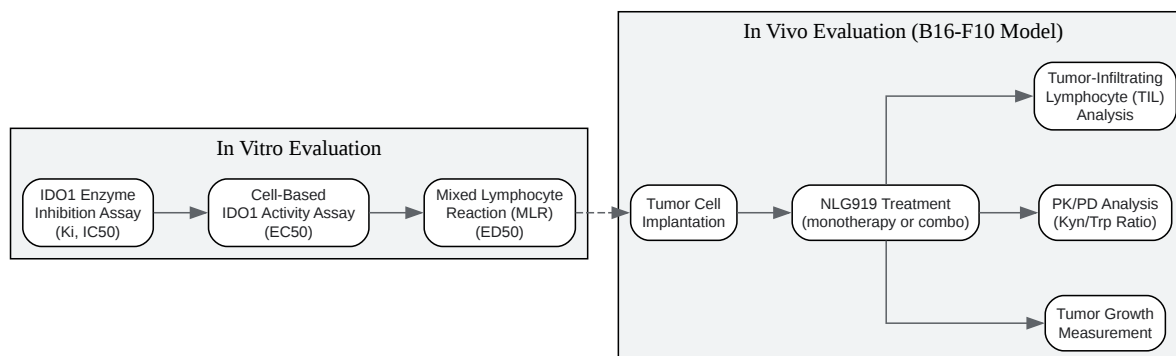 In Vitro Evaluation
IDO1 Enzyme
Inhibition Assay
(Ki, IC50)
Cell-Based
IDO1 Activity Assay
(EC50)
Mixed Lymphocyte
Reaction (MLR)
(ED50)
In Vivo Evaluation (B16-F10 Model)
Tumor Cell
Implantation
NLG919 Treatment
(monotherapy or combo)
Tumor-Infiltrating
Lymphocyte (TIL)
Analysis
PK/PD Analysis
(Kyn/Trp Ratio)
Tumor Growth
Measurement